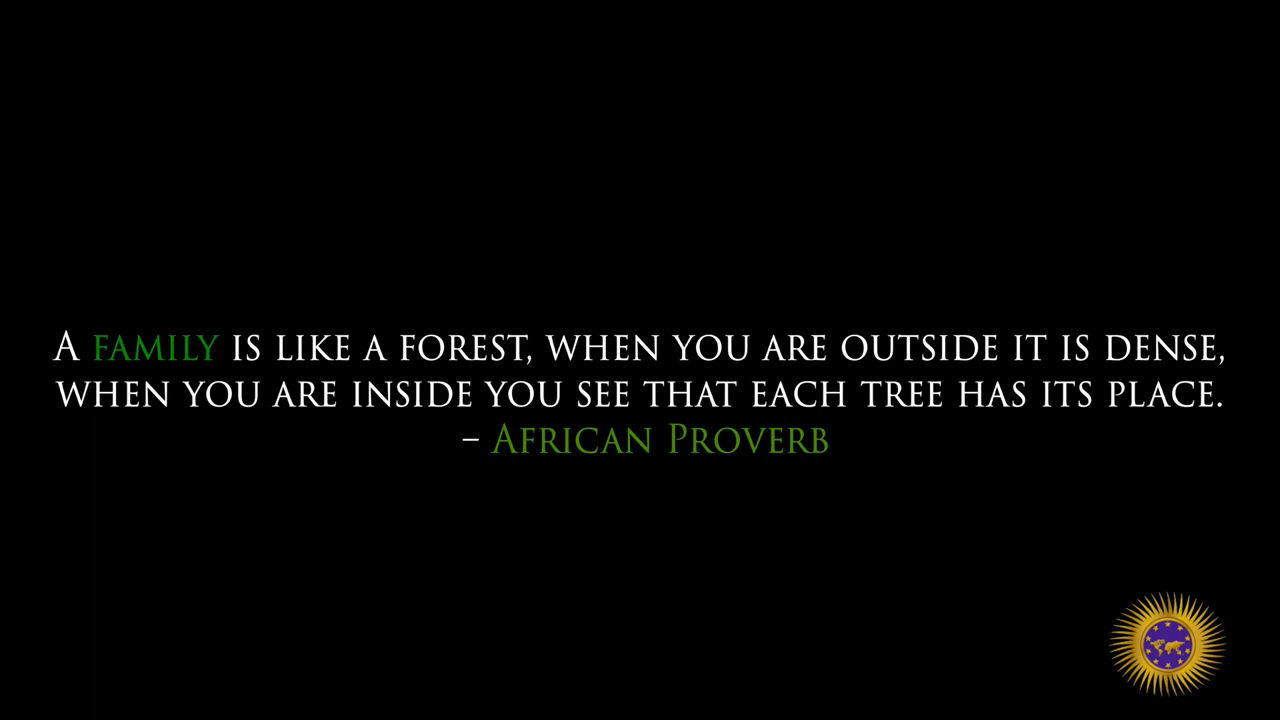 A FAMILY IS LIKE A FOREST, WHEN YOU ARE OUTSIDE IT IS DENSE,
WHEN YOU ARE INSIDE YOU SEE THAT EACH TREE HAS ITS PLACE.
– AFRICAN PROVERB